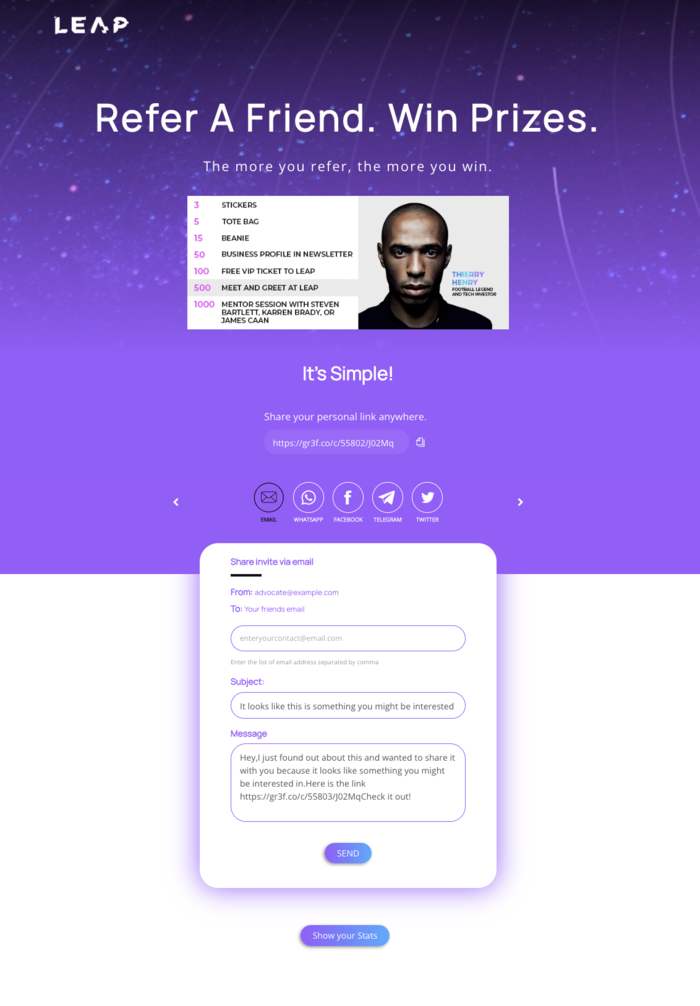 LEAP
Refer A Friend. Win Prizes.
The more you refer, the more you win.
3 STICKERS
5 TOTE BAG
15 BEANIE
50 BUSINESS PROFILE IN NEWSLETTER
100 FREE VIP TICKET TO LEAP
500 MEET AND GREET AT LEAP
1000 MENTOR SESSION WITH STEVEN
BARTLETT, KARREN BRADY, OR
JAMES CAAN
THIERRY
HENRY
FOOTBALL LEGEND
AND TECH INVESTOR
It's Simple!
Share your personal link anywhere.
https://gr3f.co/c/55802/J02Mq
EMAIL
WHATSAPP
FACEBOOK
TELEGRAM
TWITTER
Share invite via email
From: advocate@example.com
To: Your friends email
enteryourcontact@email.com
Enter the list of email address separated by comma
Subject:
It looks like this is something you might be interested
Message
Hey,I just found out about this and wanted to share it
with you because it looks like something you might
be interested in.Here is the link
https://gr3f.co/c/55803/J02MqCheck it out!
SEND
Show your Stats